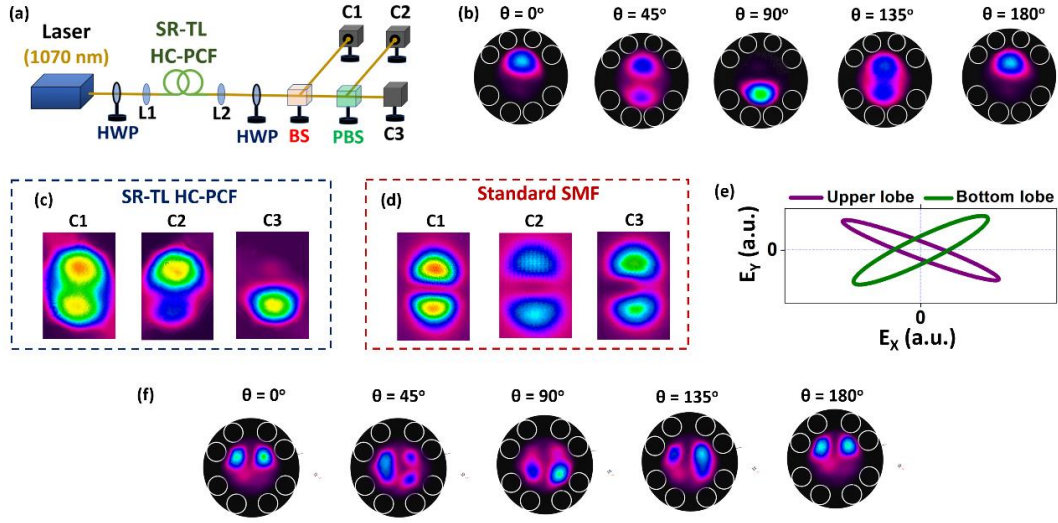 (a)
Laser
(1070 nm)
SR-TL
HC-PCF
C1
C2
HWP
L1
L2
HWP
BS
PBS
C3
(b)
θ = 0°
θ = 45°
θ = 90°
θ = 135°
θ = 180°
SR-TL HC-PCF
(c)
C1
C2
C3
Standard SMF
(d)
C1
C2
C3
(e)
Upper lobe
Bottom lobe
E_Y (a.u.)
0
0
E_X (a.u.)
(f)
θ = 0°
θ = 45°
θ = 90°
θ = 135°
θ = 180°